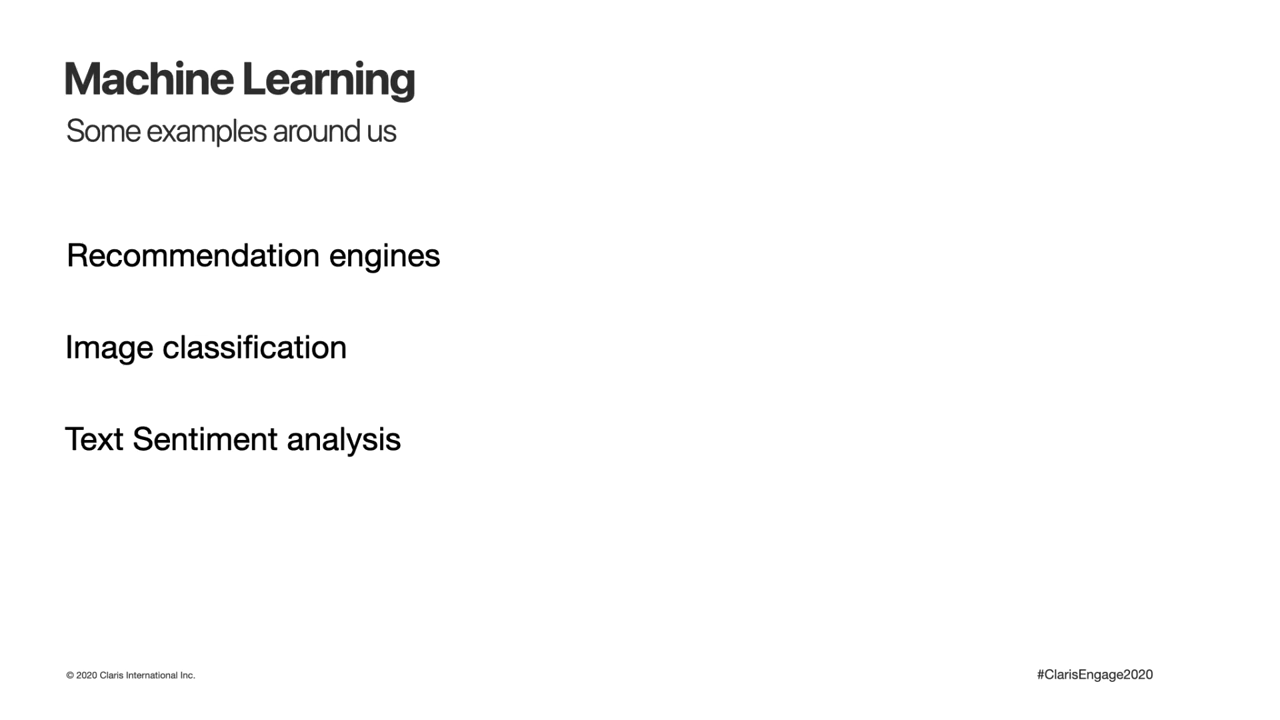 Machine Learning
Some examples around us
Recommendation engines
Image classification
Text Sentiment analysis
© 2020 Claris International Inc.
#ClarisEngage2020